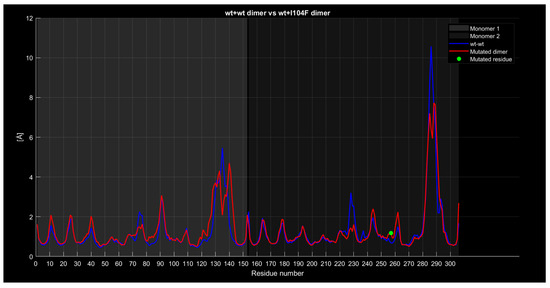 wt+wt dimer vs wt+I104F dimer
12
10
8
6
4
2
0
[Å]
Monomer 1
Monomer 2
wt-wt
Mutated dimer
Mutated residue
0 10 20 30 40 50 60 70 80 90 100 110 120 130 140 150 160 170 180 190 200 210 220 230 240 250 260 270 280 290 300
Residue number